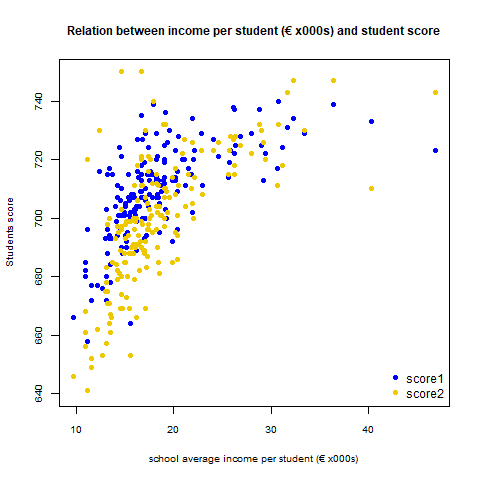 Relation between income per student (€ x000s) and student score
Students score
740
720
700
680
660
640
10
20
30
40
score1
score2
school average income per student (€ x000s)